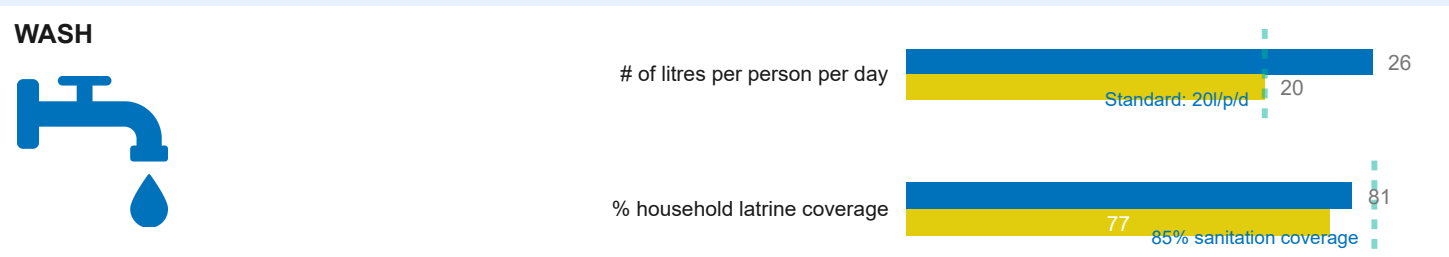 WASH
# of litres per person per day
26
20
Standard: 20l/p/d
% household latrine coverage
81
77
85% sanitation coverage